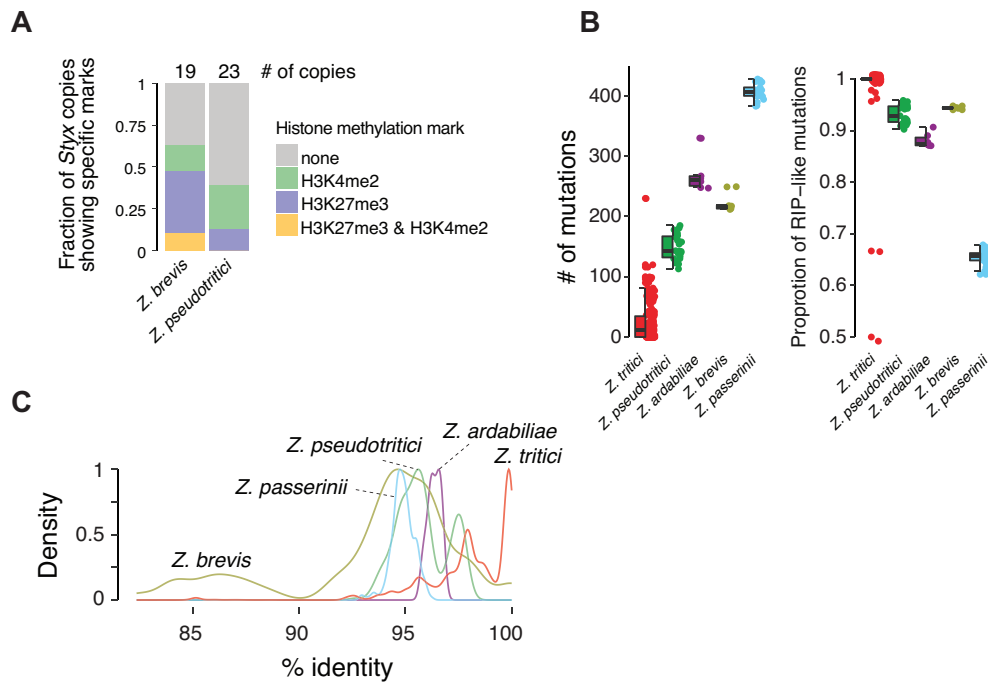 A
19 23 # of copies
Fraction of Styx copies
showing specific marks
1
0.75
0.5
0.25
0
Z. brevis
Z. pseudotritici
Histone methylation mark
none
H3K4me2
H3K27me3
H3K27me3 & H3K4me2
B
# of mutations
400
300
200
100
0
Z. tritici
Z. pseudotritici
Z. ardabiliae
Z. brevis
Z. passerinii
Proprotion of RIP–like mutations
1
0.9
0.8
0.7
0.6
0.5
Z. tritici
Z. pseudotritici
Z. ardabiliae
Z. brevis
Z. passerinii
C
Density
1
0.5
0
Z. brevis
Z. passerinii
Z. pseudotritici
Z. ardabiliae
Z. tritici
85 90 95 100
% identity